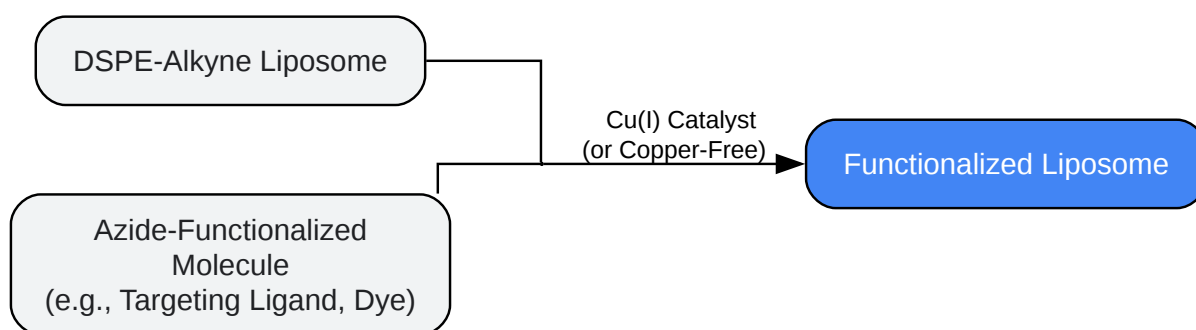 DSPE-Alkyne Liposome
Cu(I) Catalyst
(or Copper-Free)
Functionalized Liposome
Azide-Functionalized
Molecule
(e.g., Targeting Ligand, Dye)